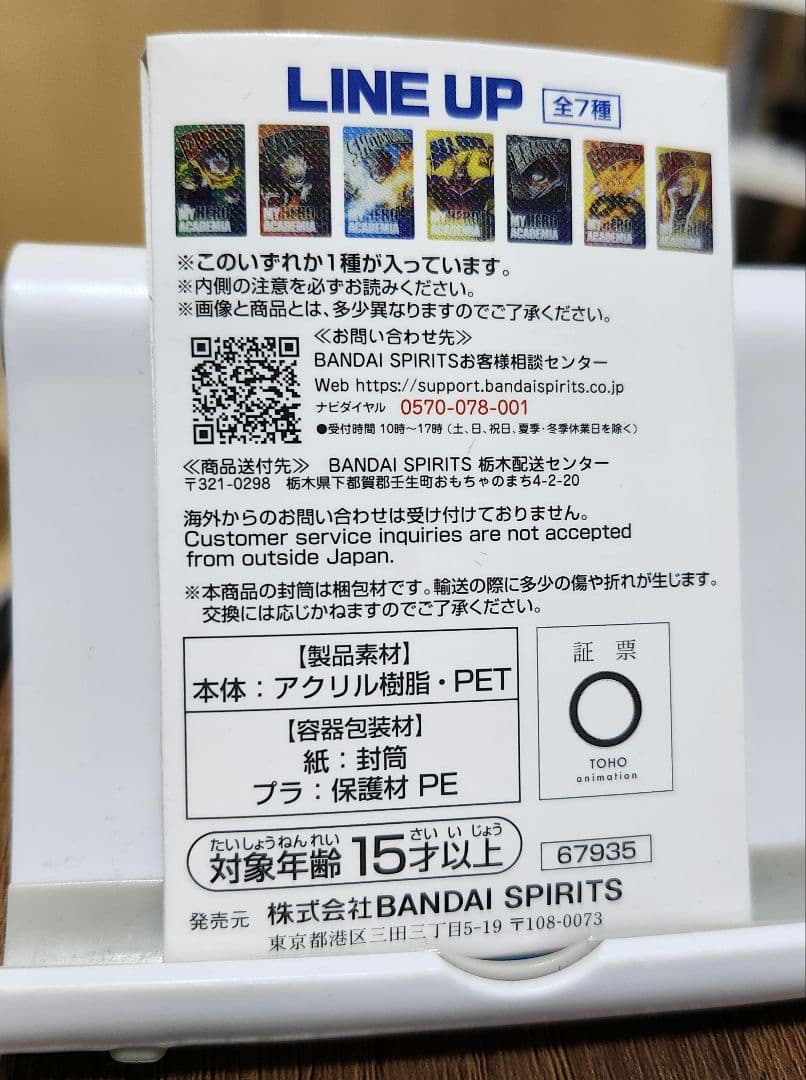 LINE UP 全7種
MY HERO ACADEMIA
MY HERO ACADEMIA
MY HERO ACADEMIA
MY HERO ACADEMIA
MY HERO ACADEMIA
※このいずれか1種が入っています。
※内側の注意を必ずお読みください。
※画像と商品とは、多少異なりますのでご了承ください。
≪お問い合わせ先≫
BANDAI SPIRITSお客様相談センター
Web https://support.bandaispirits.co.jp
ナビダイヤル 0570-078-001
●受付時間 10時～17時（土、日、祝日、夏季・冬季休業日を除く）
≪商品送付先≫ BANDAI SPIRITS 栃木配送センター
〒321-0298 栃木県下都賀郡壬生町おもちゃのまち4-2-20
海外からのお問い合わせは受け付けておりません。
Customer service inquiries are not accepted
from outside Japan.
※本商品の封筒は梱包材です。輸送の際に多少の傷や折れが生じます。
交換には応じかねますのでご了承ください。
【製品素材】
本体：アクリル樹脂・PET
【容器包装材】
紙：封筒
プラ：保護材 PE
証 票
TOHO
animation
たいしょうねんれい さい い じょう
対象年齢 15才以上
67935
発売元 株式会社BANDAI SPIRITS
東京都港区三田三丁目5-19 〒108-0073